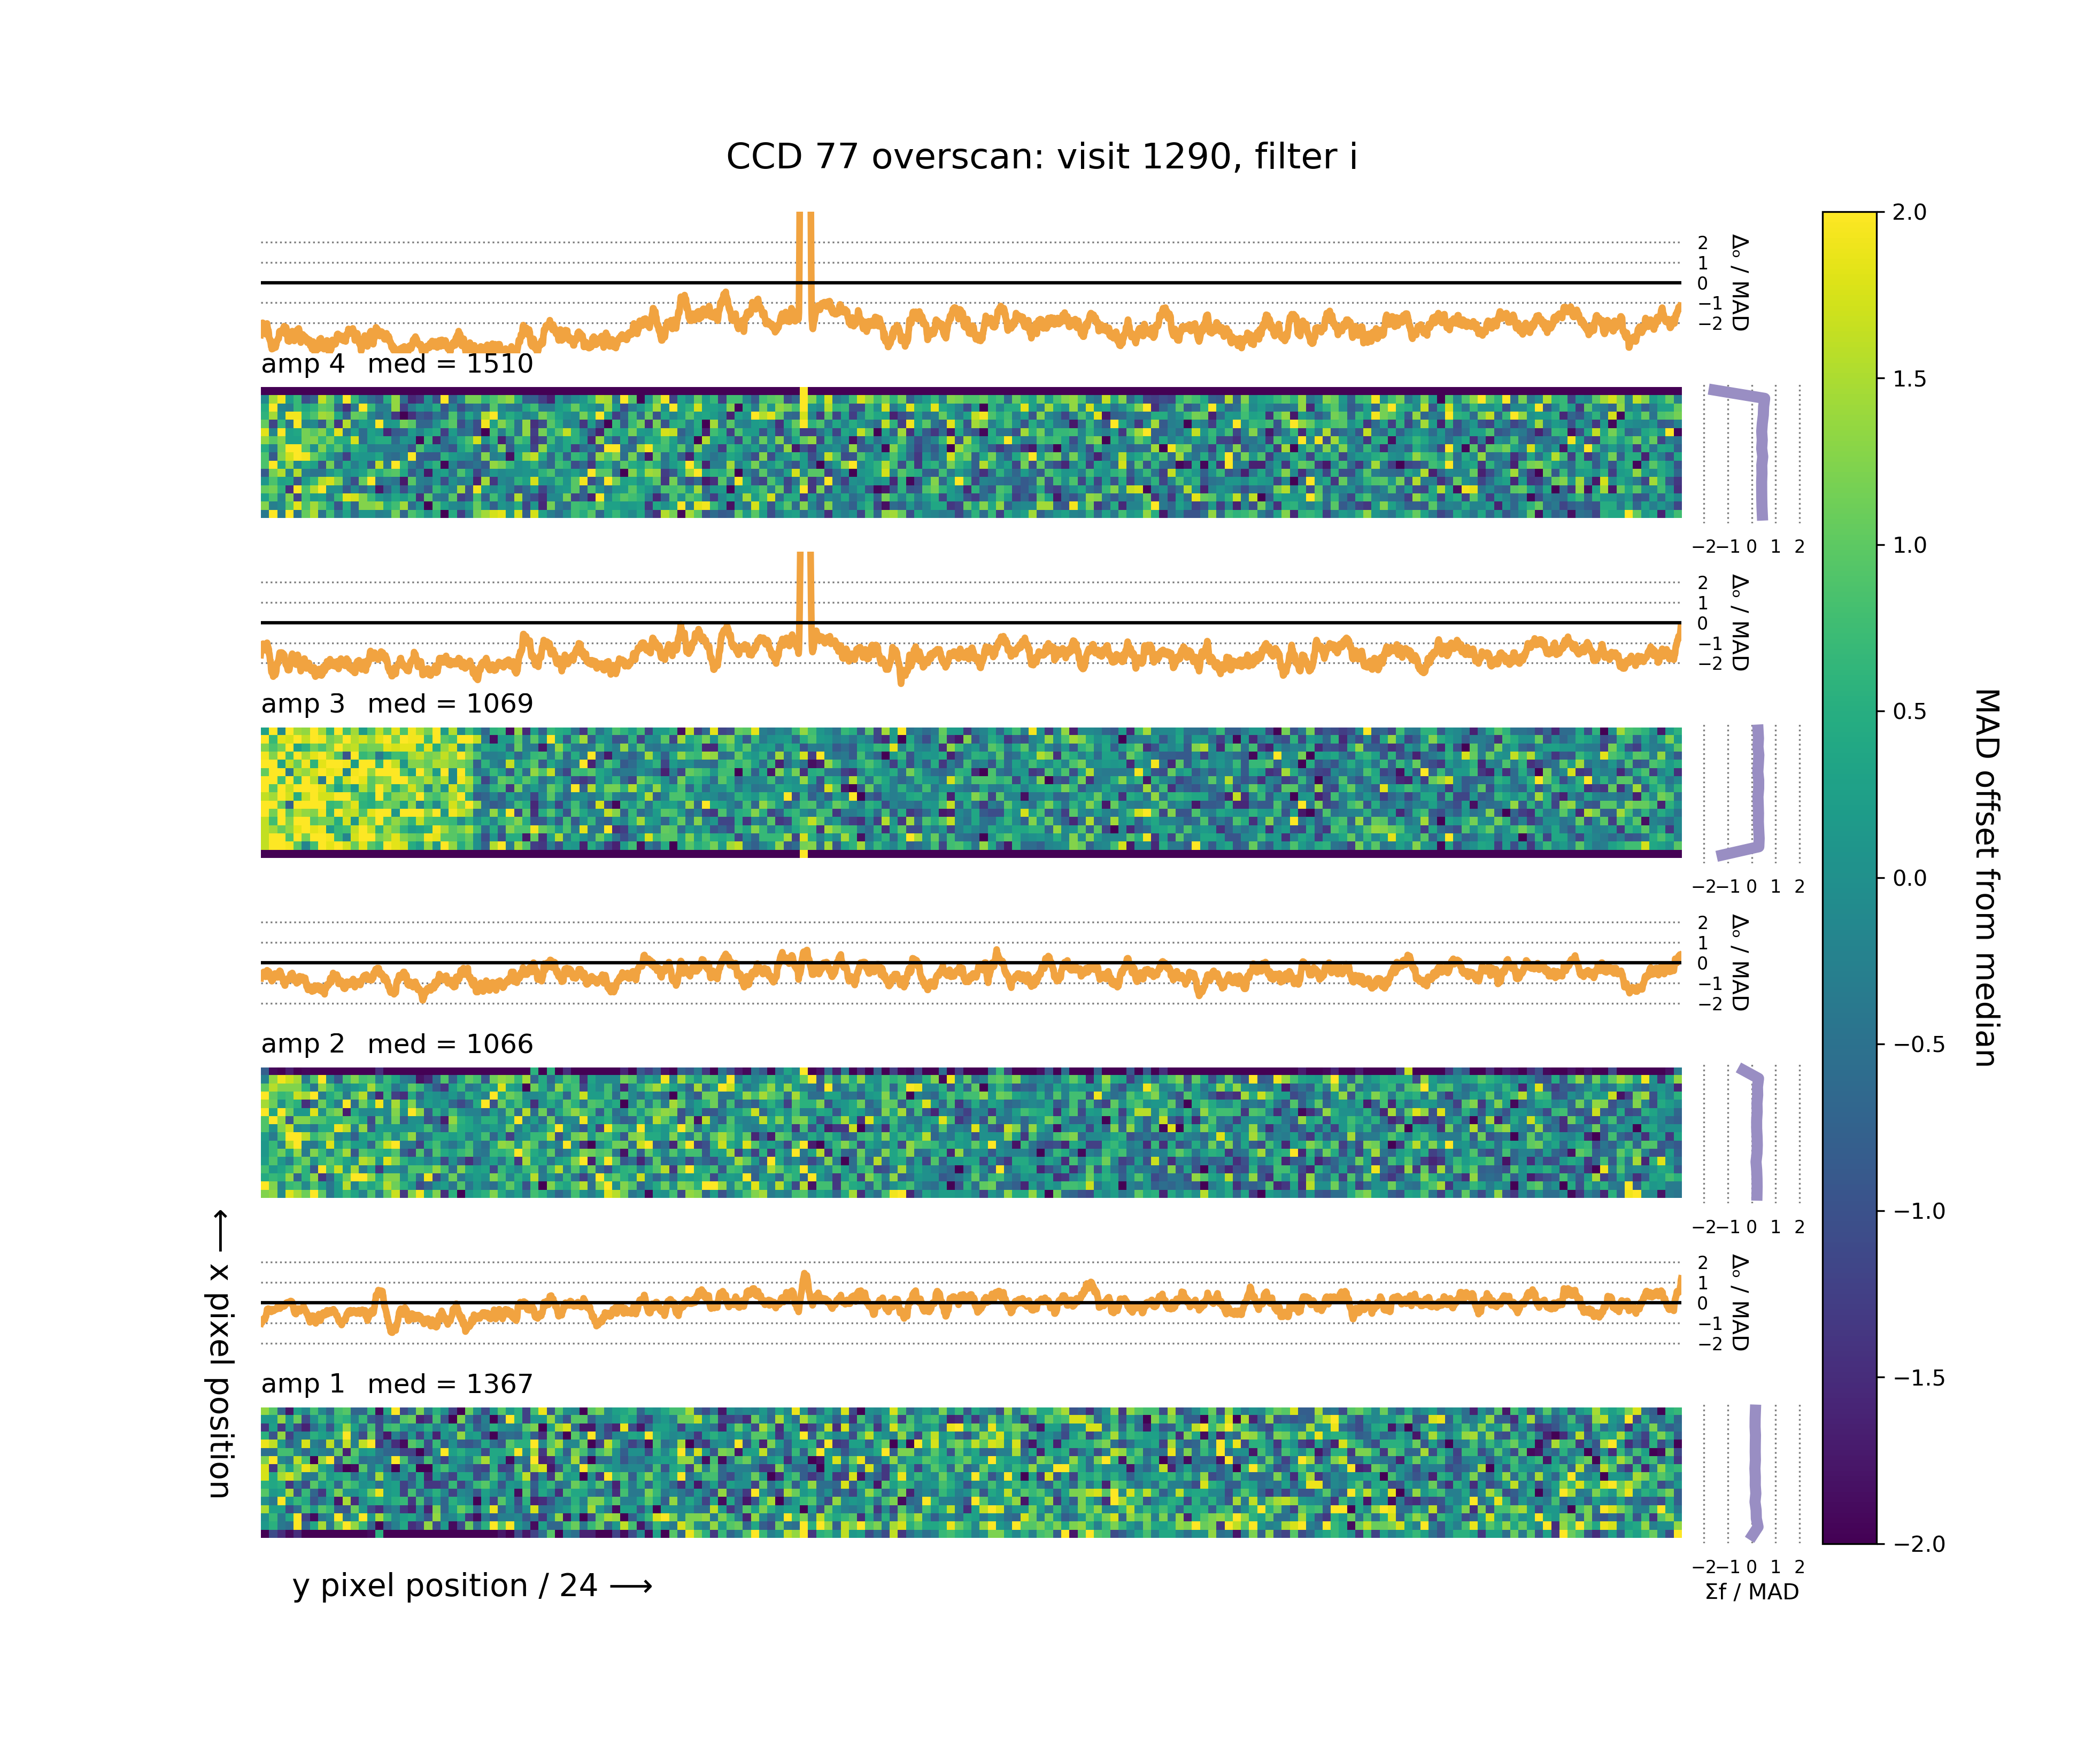 CCD 77 overscan: visit 1290, filter i
2
1
0
−1
−2
Δₒ / MAD
amp 4 med = 1510
−2 −1 0 1 2
2
1
0
−1
−2
Δₒ / MAD
amp 3 med = 1069
−2 −1 0 1 2
2
1
0
−1
−2
Δₒ / MAD
amp 2 med = 1066
−2 −1 0 1 2
2
1
0
−1
−2
Δₒ / MAD
amp 1 med = 1367
−2 −1 0 1 2
Σf / MAD
y pixel position / 24 ⟶
⟵ x pixel position
2.0
1.5
1.0
0.5
0.0
−0.5
−1.0
−1.5
−2.0
MAD offset from median